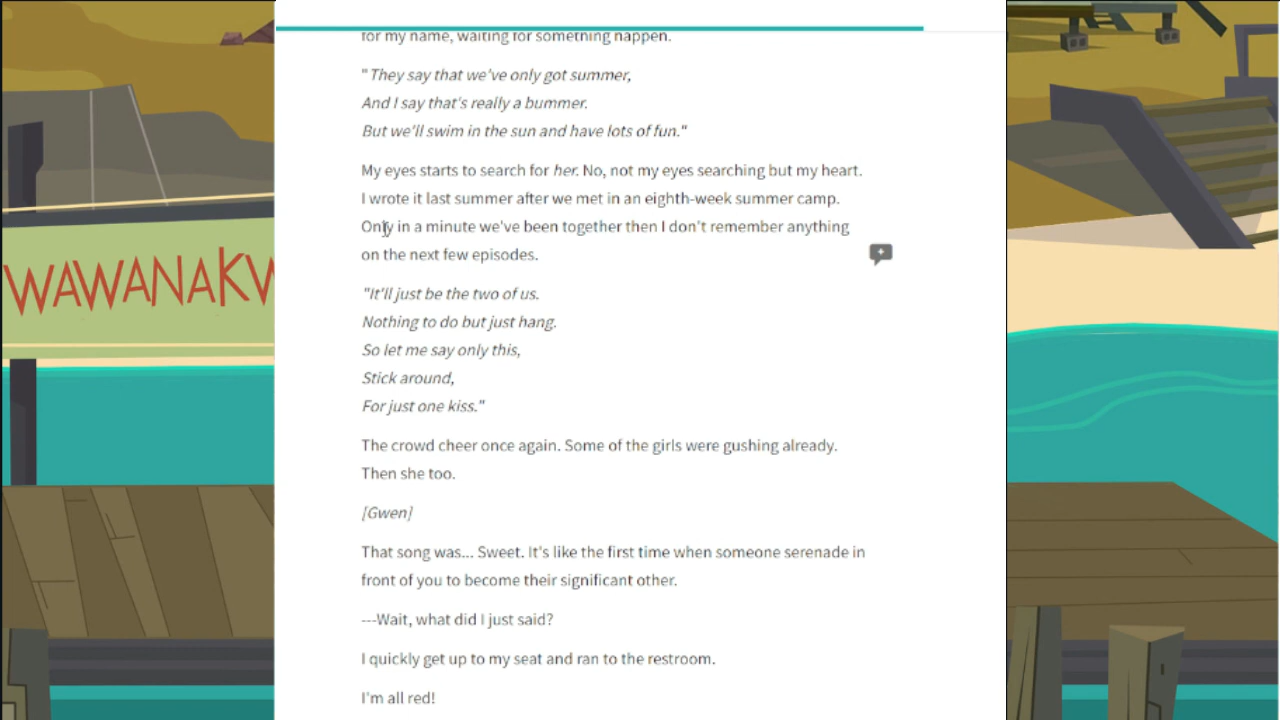 for my name, waiting for something happen.
"They say that we've only got summer,
And I say that's really a bummer.
But we'll swim in the sun and have lots of fun."
My eyes starts to search for her. No, not my eyes searching but my heart.
I wrote it last summer after we met in an eighth-week summer camp.
Only in a minute we've been together then I don't remember anything
on the next few episodes.
"It'll just be the two of us.
Nothing to do but just hang.
So let me say only this,
Stick around,
For just one kiss."
The crowd cheer once again. Some of the girls were gushing already.
Then she too.
[Gwen]
That song was... Sweet. It's like the first time when someone serenade in
front of you to become their significant other.
---Wait, what did I just said?
I quickly get up to my seat and ran to the restroom.
I'm all red!
WAWANAKW